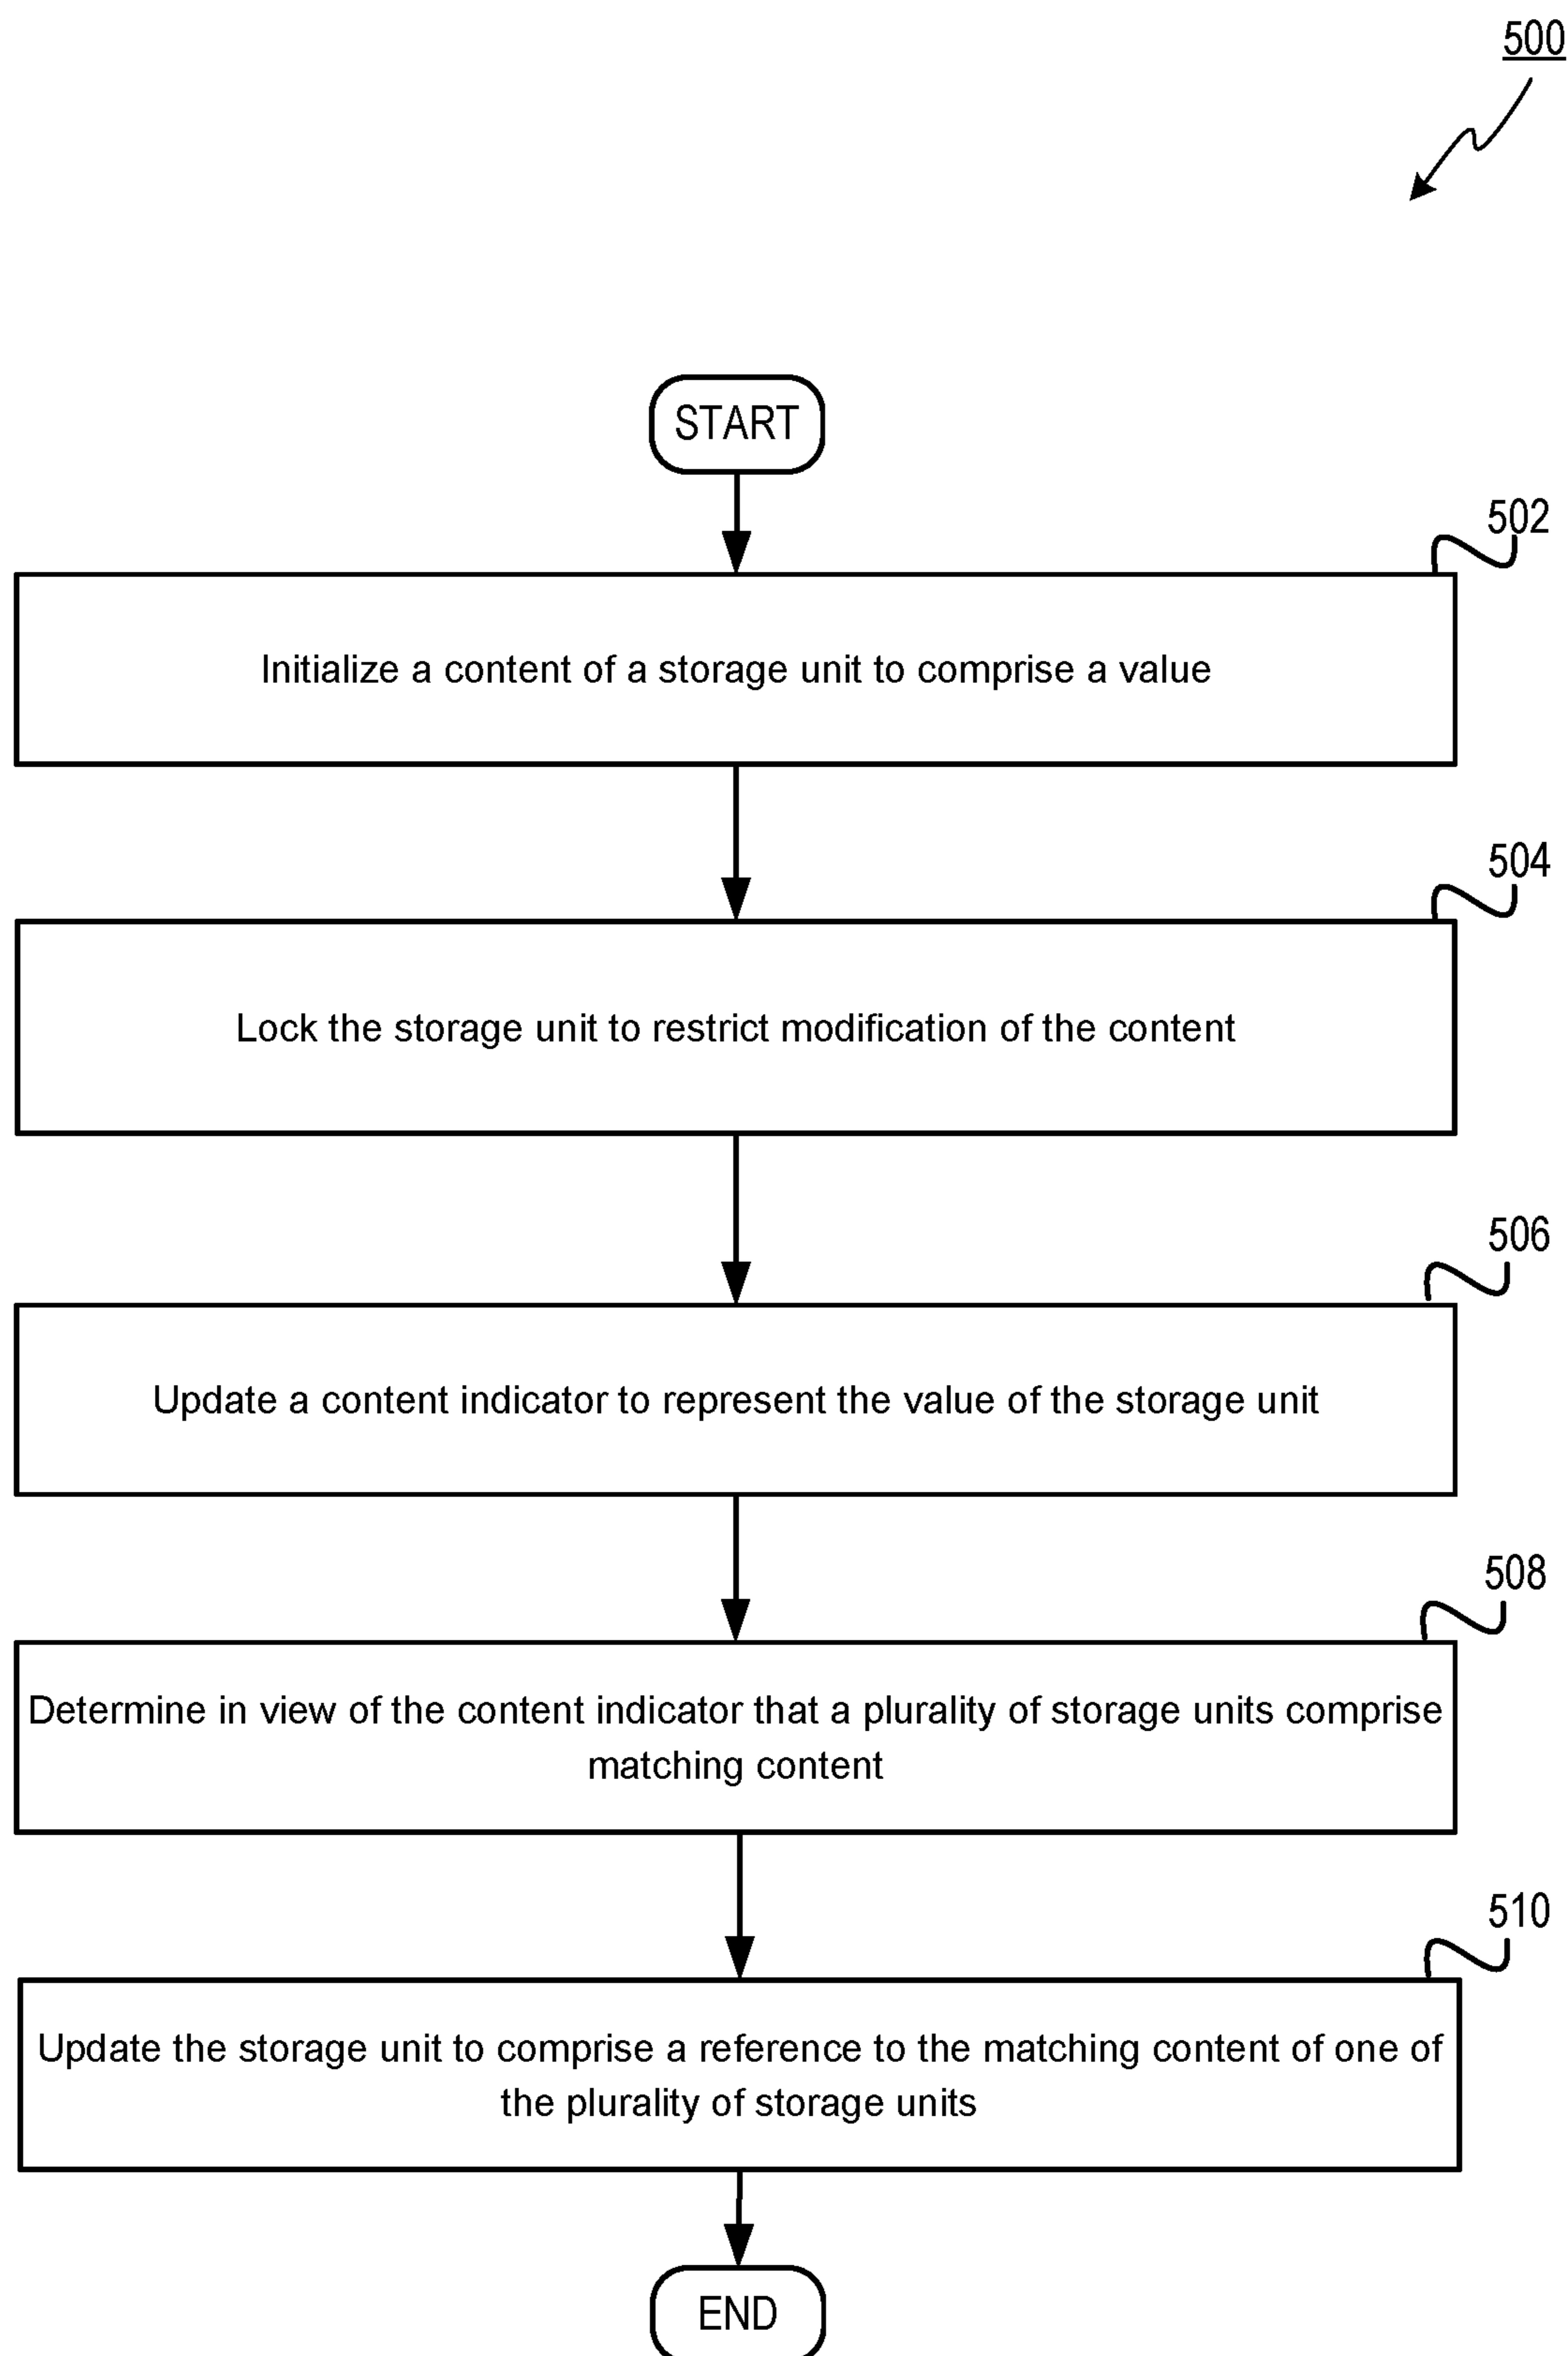 500
START
502
Initialize a content of a storage unit to comprise a value
504
Lock the storage unit to restrict modification of the content
506
Update a content indicator to represent the value of the storage unit
508
Determine in view of the content indicator that a plurality of storage units comprise
matching content
510
Update the storage unit to comprise a reference to the matching content of one of
the plurality of storage units
END